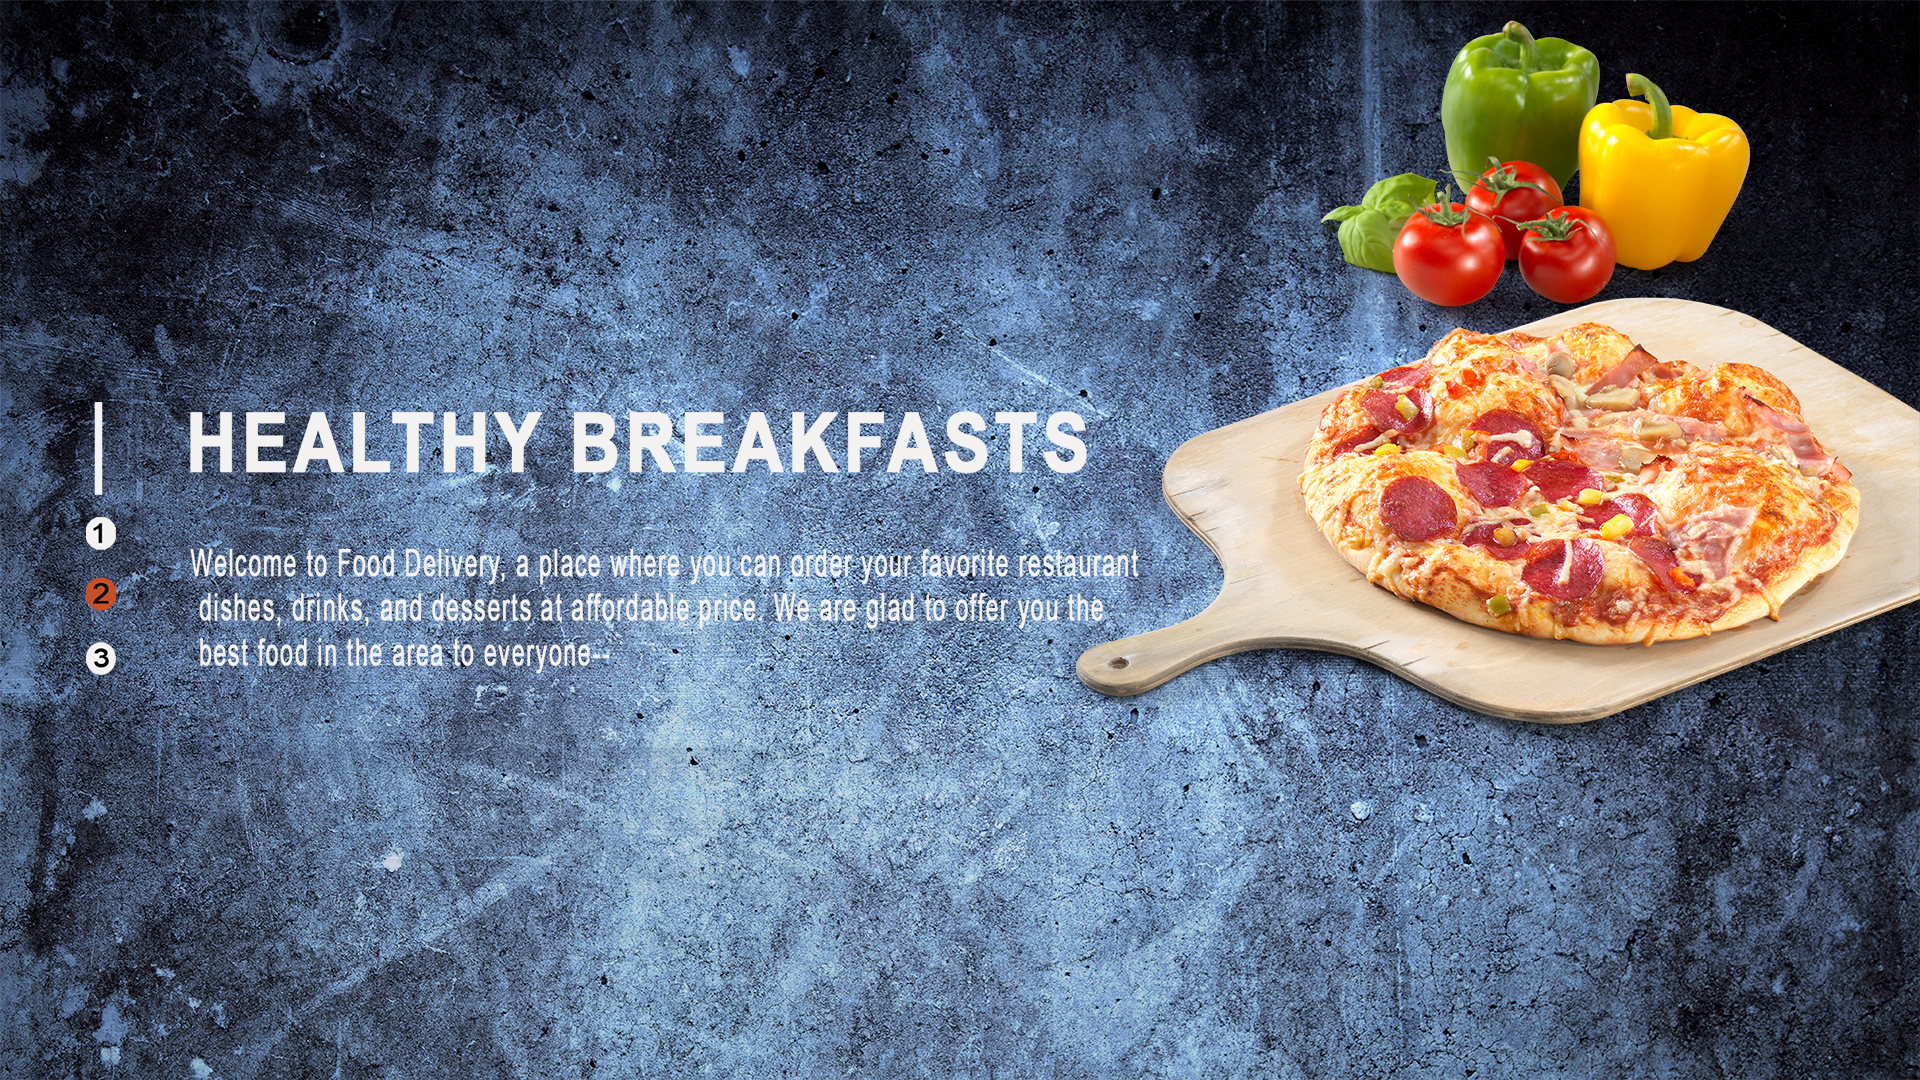 HEALTHY BREAKFASTS
1
2
3
Welcome to Food Delivery, a place where you can order your favorite restaurant
dishes, drinks, and desserts at affordable price. We are glad to offer you the
best food in the area to everyone--